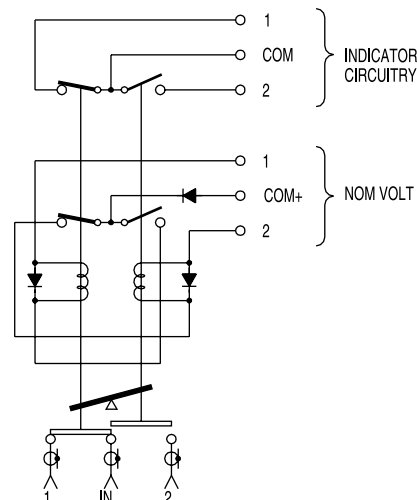 1
COM
2
INDICATOR
CIRCUITRY
1
COM+
2
NOM VOLT
1 IN 2